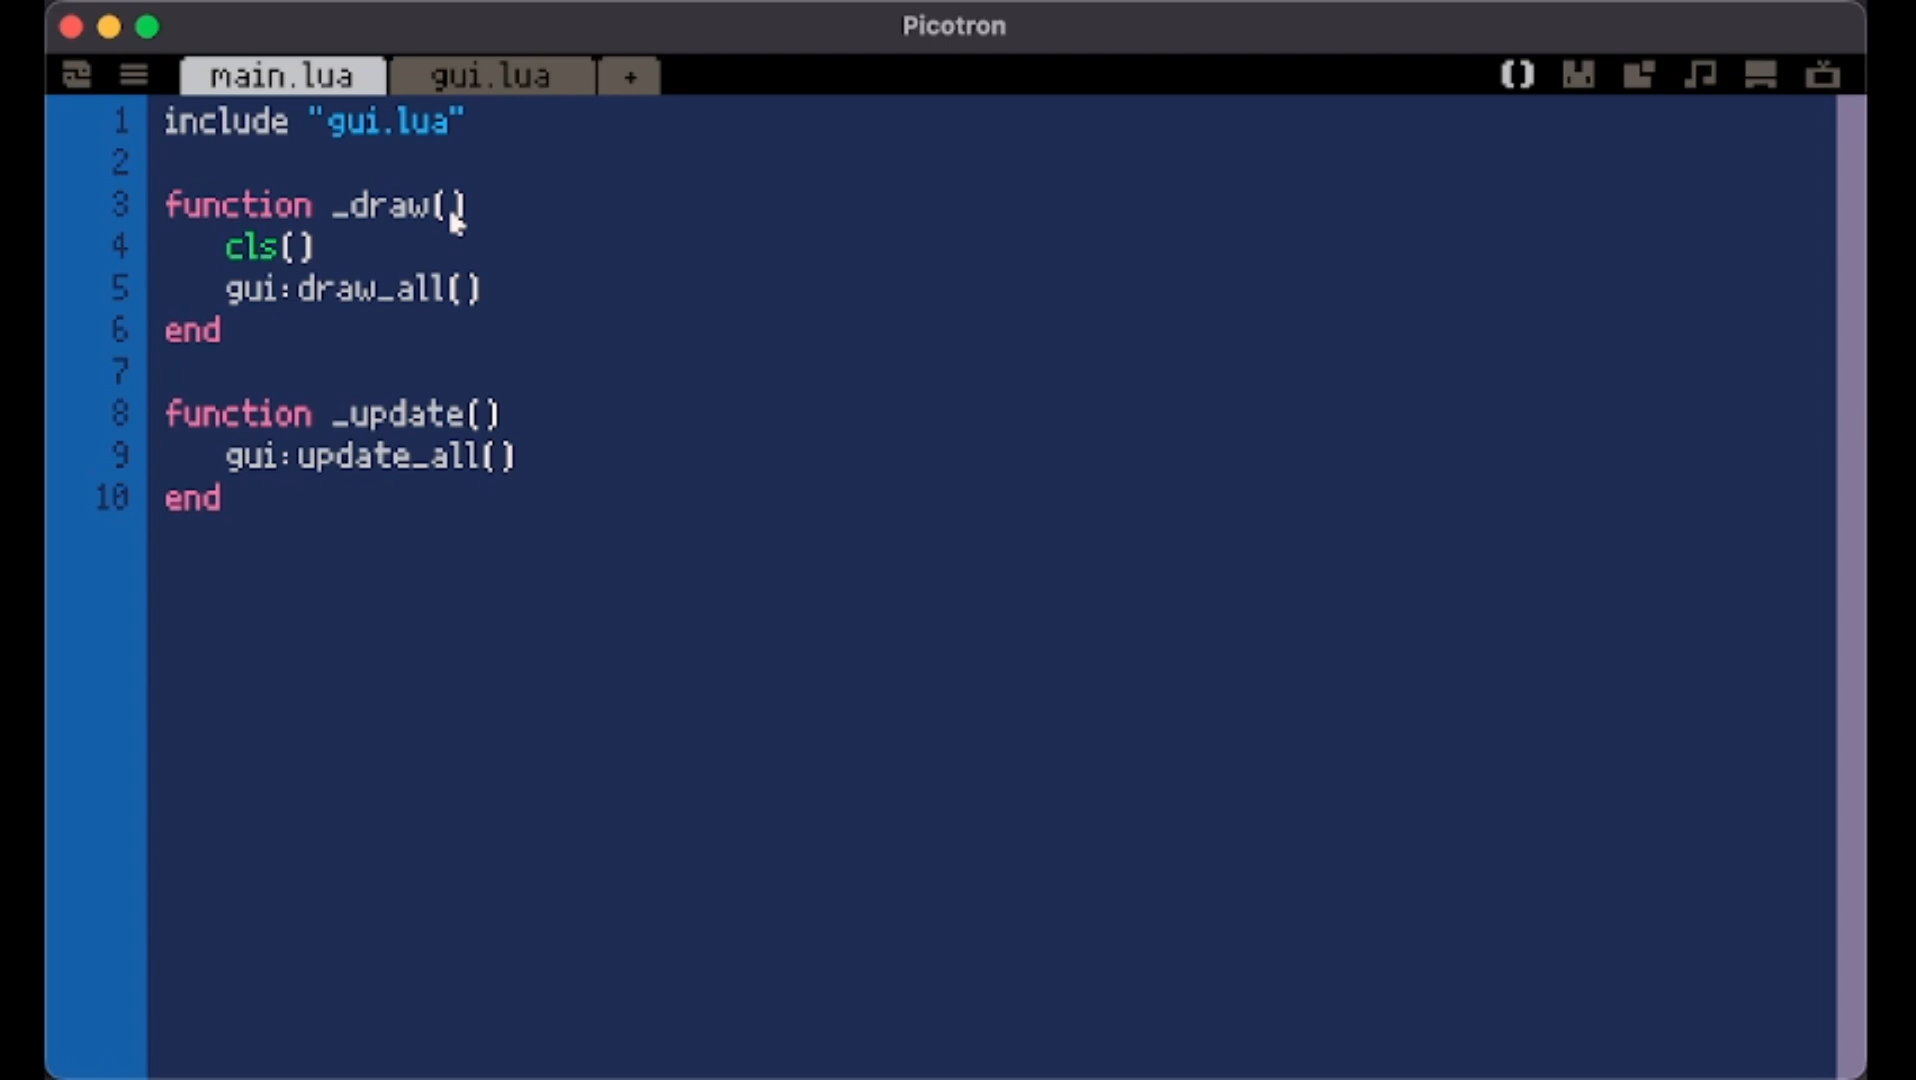 Picotron
main.lua gui.lua +
1 include "gui.lua"
2
3 function _draw()
4 cls()
5 gui:draw_all()
6 end
7
8 function _update()
9 gui:update_all()
10 end